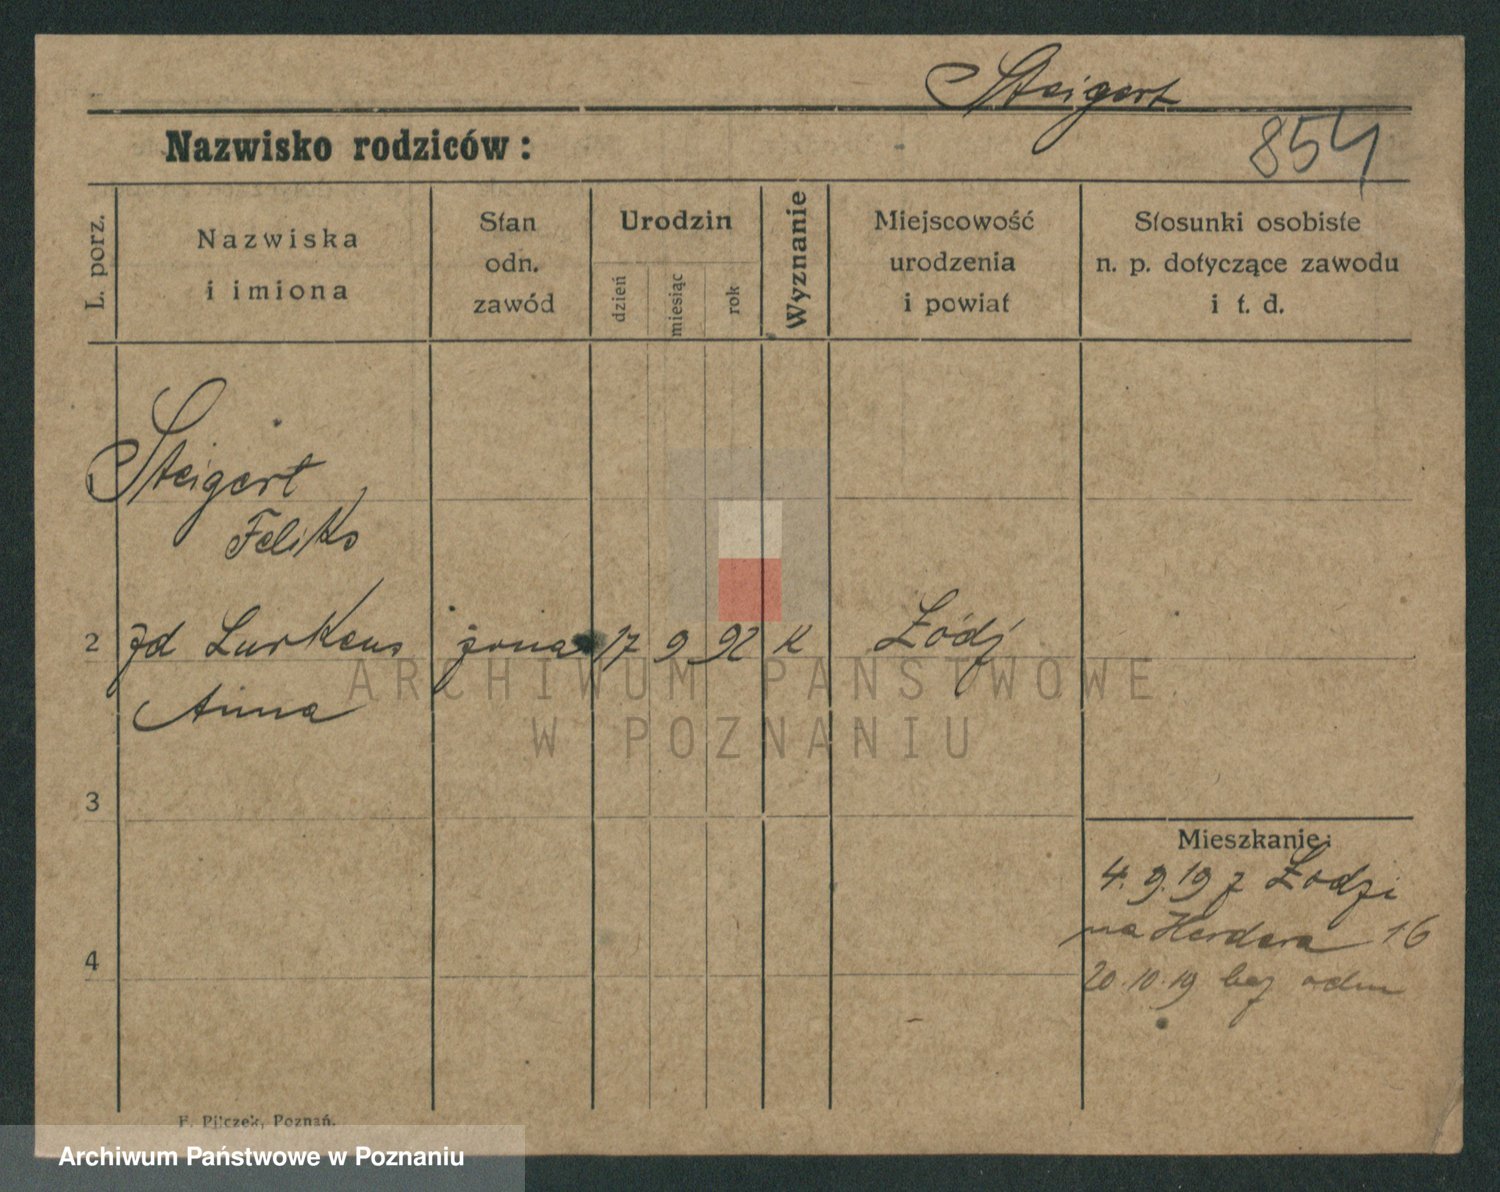 Steigert
854
Nazwisko rodziców:
L. porz.
Nazwiska
i imiona
Stan
odn.
zawód
Urodzin
dzień
miesiąc
rok
Wyznanie
Miejscowość
urodzenia
i powiat
Stosunki osobiste
n. p. dotyczące zawodu
i t. d.
1 Steigert
Feliks
2 zd Lurkens żona 17 9 92 K Łódź
Anna
ARCHIWUM PAŃSTWOWE
W POZNANIU
3
Mieszkanie:
4. 9. 19 z Łodzi
na Herdera 16
4
20.10.19 bez odm
F. Pilczek, Poznań.
Archiwum Państwowe w Poznaniu